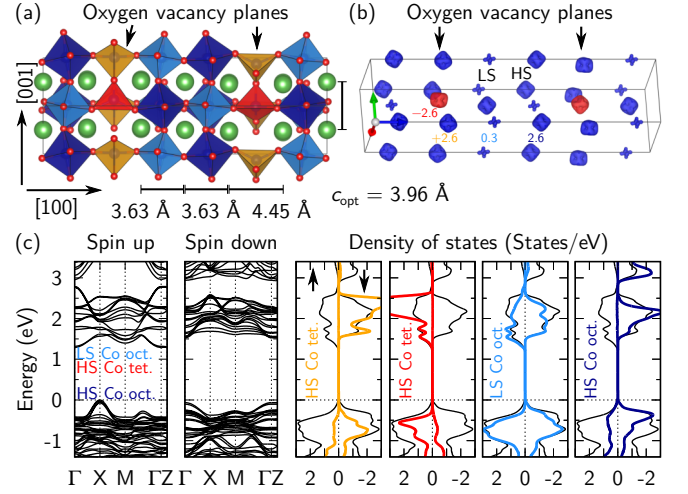 (a) Oxygen vacancy planes
[001]
[100]
3.63 Å 3.63 Å 4.45 Å
(b) Oxygen vacancy planes
LS HS
−2.6
+2.6 0.3 2.6
c_opt = 3.96 Å
(c) Spin up Spin down Density of states (States/eV)
Energy (eV)
3
2
1
0
-1
LS Co oct.
HS Co tet.
HS Co oct.
Γ X M ΓZ Γ X M ΓZ
HS Co tet.
HS Co tet.
LS Co oct.
HS Co oct.
2 0 -2 2 0 -2 2 0 -2 2 0 -2